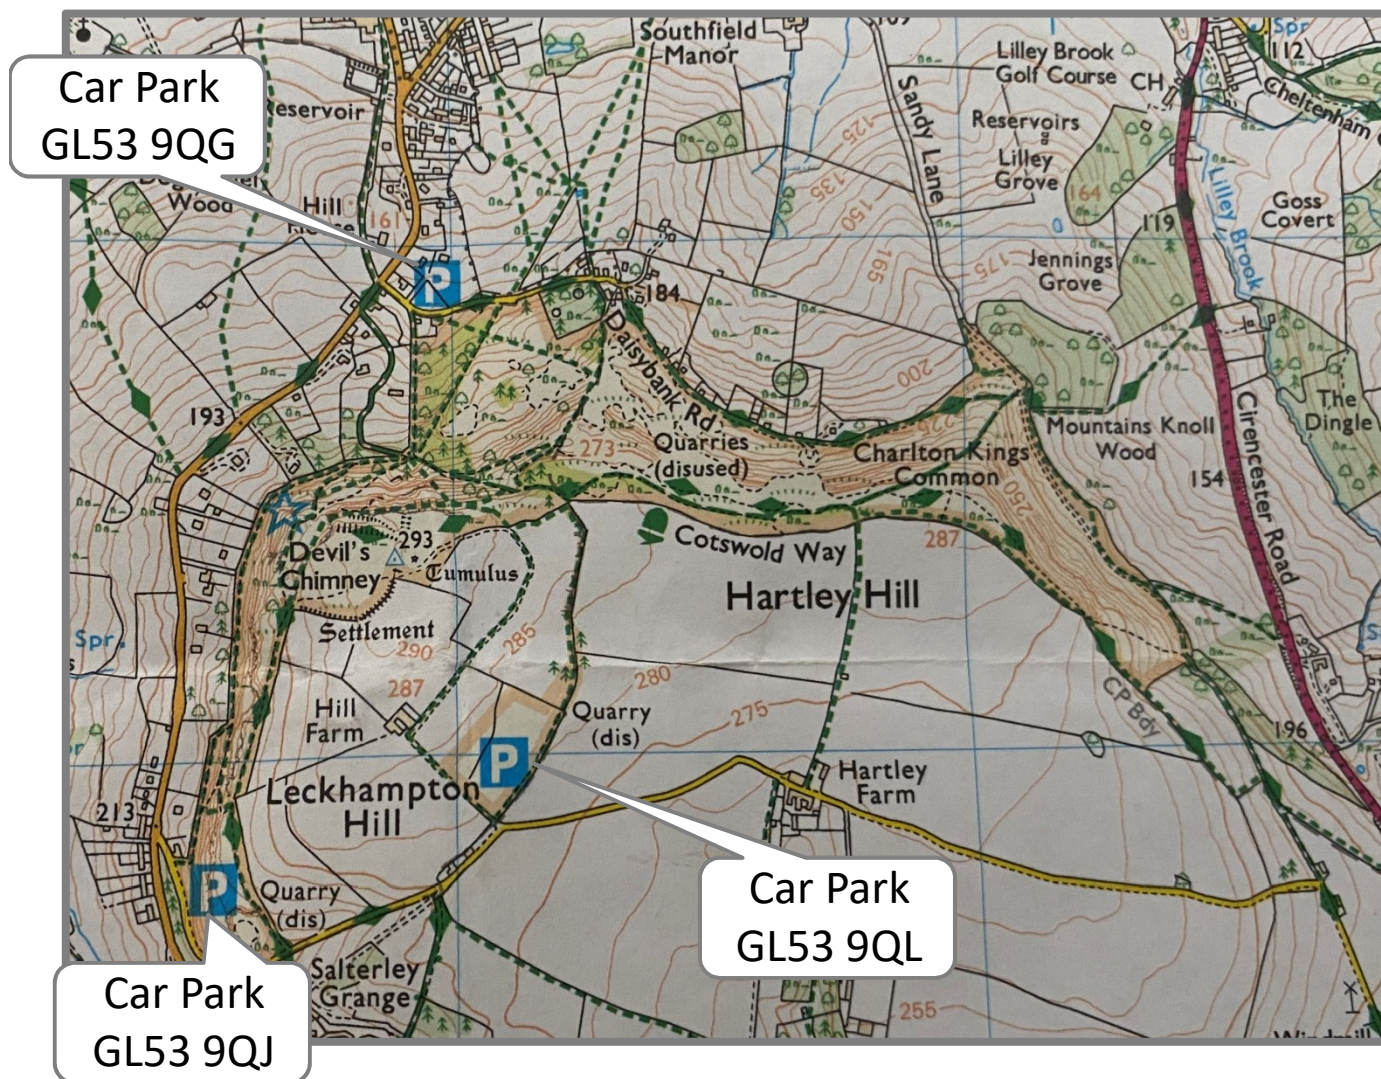 Car Park
GL53 9QG
Southfield
Manor
109
Lilley Brook
Golf Course
CH
Spr
112
Cheltenham
Reservoir
Sandy Lane
Reservoirs
Lilley
Grove
125
135
150
165
175
164
119
Lilley Brook
Goss
Covert
Wood
Hill
161
Jennings
Grove
P
184
Daisybank Rd
200
193
273
Quarries
(disused)
225
Charlton Kings
Common
250
Mountains Knoll
Wood
154
Cirencester Road
The
Dingle
Devil's
Chimney
293
Tumulus
Cotswold Way
287
Hartley Hill
Settlement
290
285
Spr.
287
280
275
Hill
Farm
Quarry
(dis)
CP Bdy
196
P
Leckhampton
Hill
Hartley
Farm
213
P
Quarry
(dis)
Car Park
GL53 9QL
Salterley
Grange
255
Car Park
GL53 9QJ